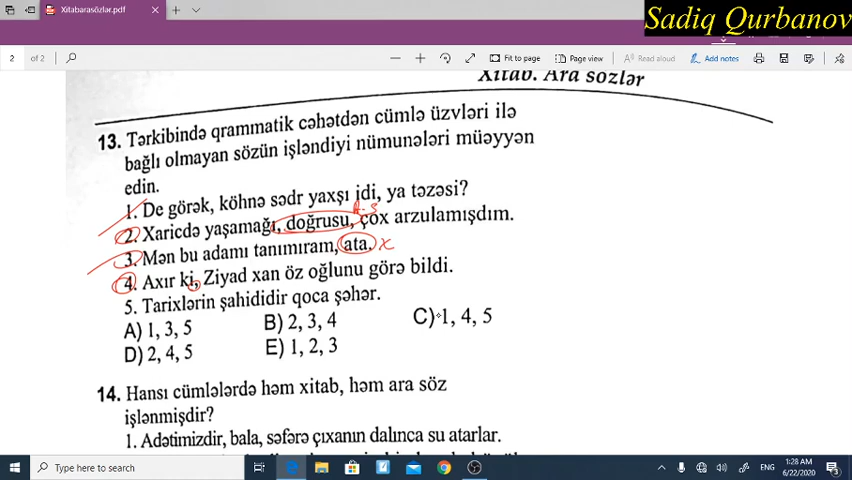 Sadiq Qurbanov
Xitabarasözlər.pdf
2 of 2 Fit to page Page view Read aloud Add notes
Xitab. Ara sözlər
13. Tərkibində qrammatik cəhətdən cümlə üzvləri ilə
bağlı olmayan sözün işləndiyi nümunələri müəyyən
edin.
1. De görək, köhnə sədr yaxşı idi, ya təzəsi?
A.S
2. Xaricdə yaşamağı, doğrusu, çox arzulamışdım.
3. Mən bu adamı tanımıram, ata. x
4. Axır ki, Ziyad xan öz oğlunu görə bildi.
5. Tarixlərin şahididir qoca şəhər.
A) 1, 3, 5 B) 2, 3, 4 C) 1, 4, 5
D) 2, 4, 5 E) 1, 2, 3
14. Hansı cümlələrdə həm xitab, həm ara söz
işlənmişdir?
1. Adətimizdir, bala, səfərə çıxanın dalınca su atarlar.
Type here to search
ENG
1:28 AM
6/22/2020